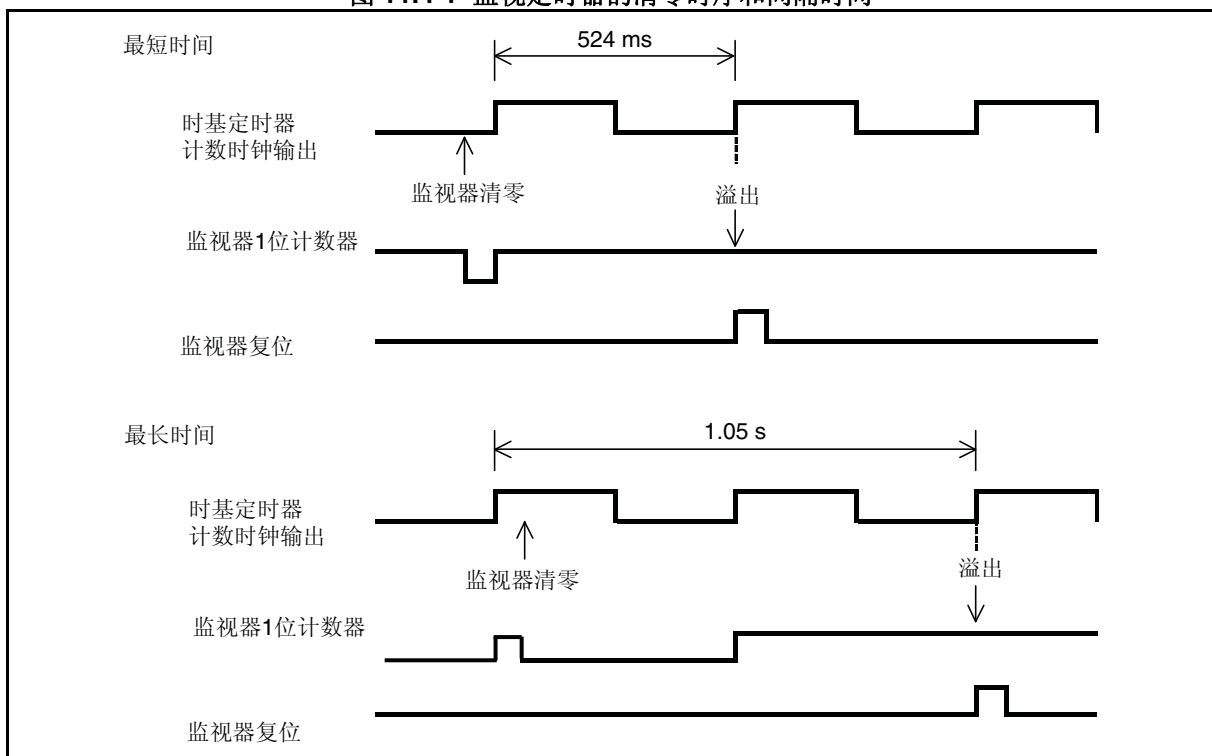 最短时间
524 ms
时基定时器
计数时钟输出
监视器清零
溢出
监视器1位计数器
监视器复位
最长时间
1.05 s
时基定时器
计数时钟输出
监视器清零
溢出
监视器1位计数器
监视器复位